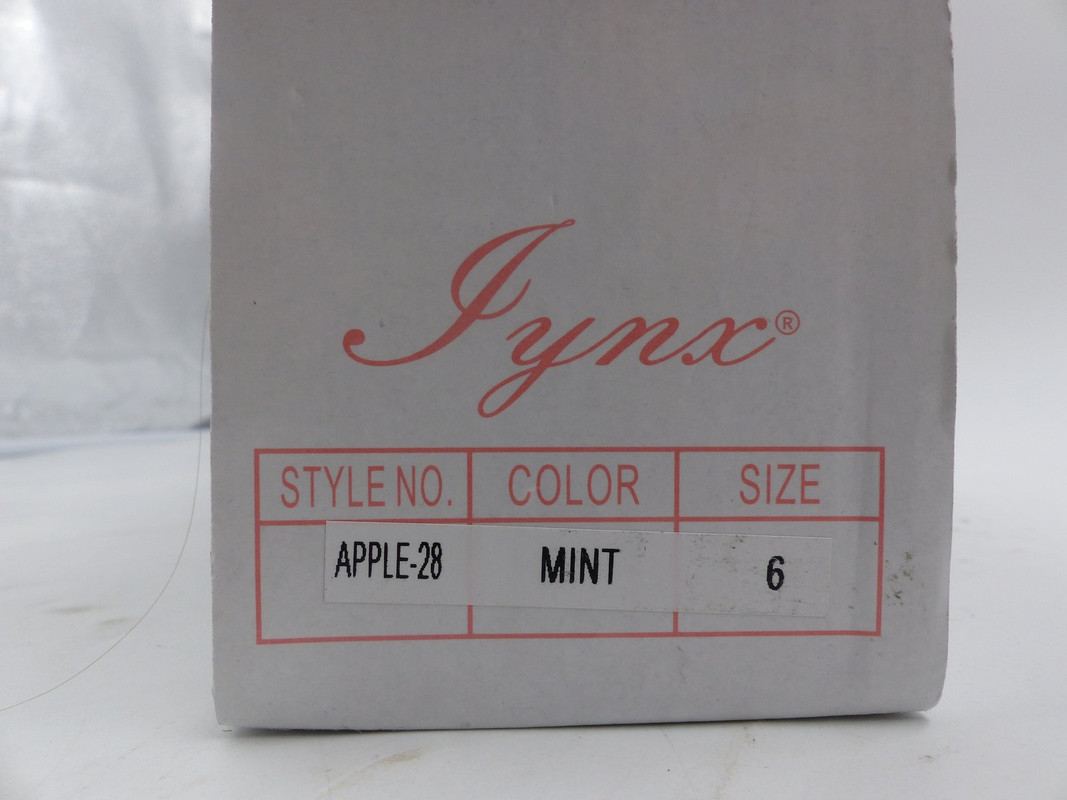 Jynx®
STYLE NO. COLOR SIZE
APPLE-28 MINT 6